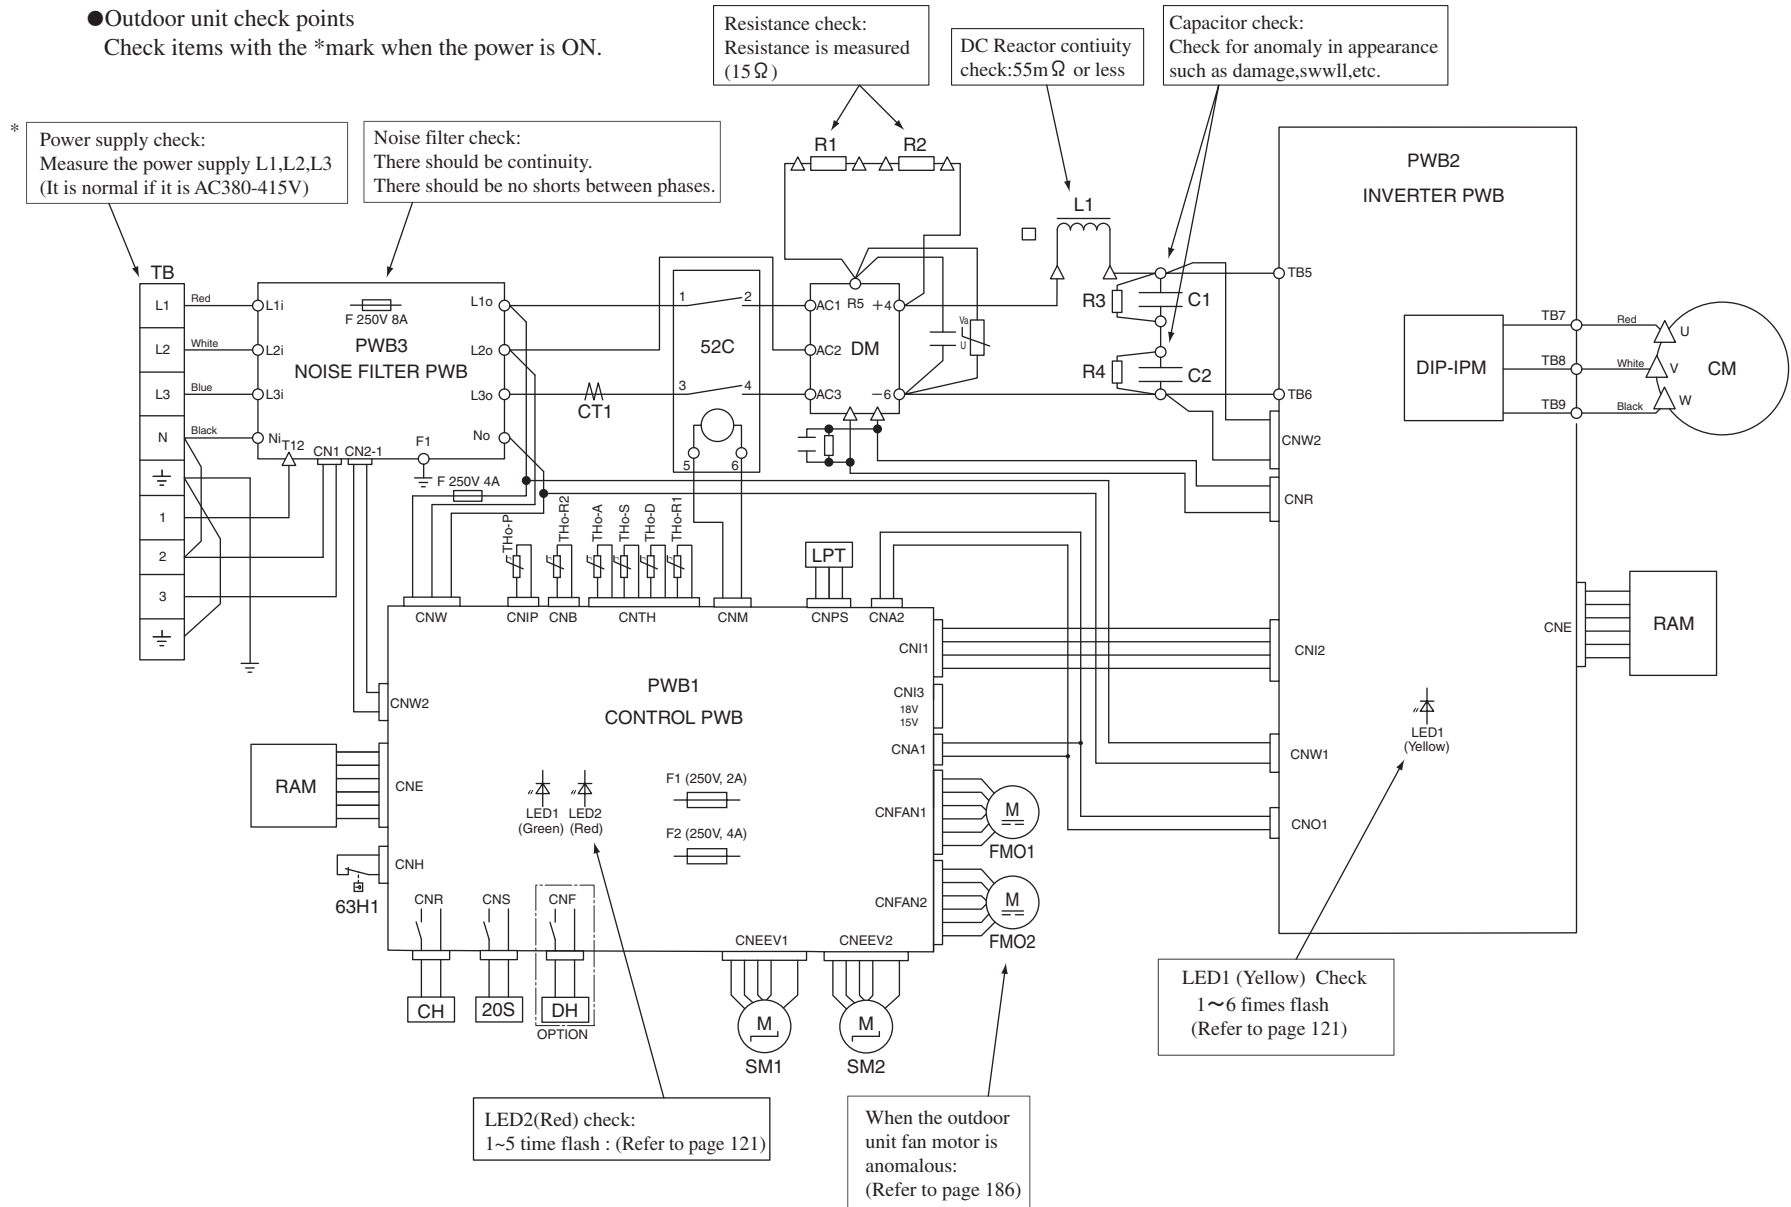 ●Outdoor unit check points
Check items with the *mark when the power is ON.
Resistance check:
Resistance is measured
(15Ω)
DC Reactor contiuity
check:55mΩ or less
Capacitor check:
Check for anomaly in appearance
such as damage,swwll,etc.
*
Power supply check:
Measure the power supply L1,L2,L3
(It is normal if it is AC380-415V)
Noise filter check:
There should be continuity.
There should be no shorts between phases.
R1
R2
L1
PWB2
INVERTER PWB
TB
L1
Red
L2
White
L3
Blue
N
Black
1
2
3
L1i
L2i
L3i
Ni
T12
CN1
CN2-1
F1
F 250V 8A
PWB3
NOISE FILTER PWB
L1o
L2o
L3o
No
F 250V 4A
CT1
52C
1
2
3
4
5
6
AC1
AC2
AC3
R5
+4
DM
−6
Va
U
R3
C1
R4
C2
TB5
TB6
CNW2
CNR
DIP-IPM
TB7
Red
U
TB8
White
V
TB9
Black
W
CM
THo-P
THo-R2
THo-A
THo-S
THo-D
THo-R1
LPT
CNW
CNIP
CNB
CNTH
CNM
CNPS
CNA2
CNI1
CNI3
18V
15V
CNA1
CNFAN1
CNFAN2
M
FMO1
M
FMO2
PWB1
CONTROL PWB
CNW2
RAM
CNE
LED1
(Green)
LED2
(Red)
F1 (250V, 2A)
F2 (250V, 4A)
CNH
63H1
CNR
CNS
CNF
CH
20S
DH
OPTION
CNEEV1
CNEEV2
M
SM1
M
SM2
CNI2
CNW1
CNO1
CNE
RAM
LED1
(Yellow)
LED1 (Yellow) Check
1〜6 fimes flash
(Refer to page 121)
LED2(Red) check:
1~5 time flash : (Refer to page 121)
When the outdoor
unit fan motor is
anomalous:
(Refer to page 186)